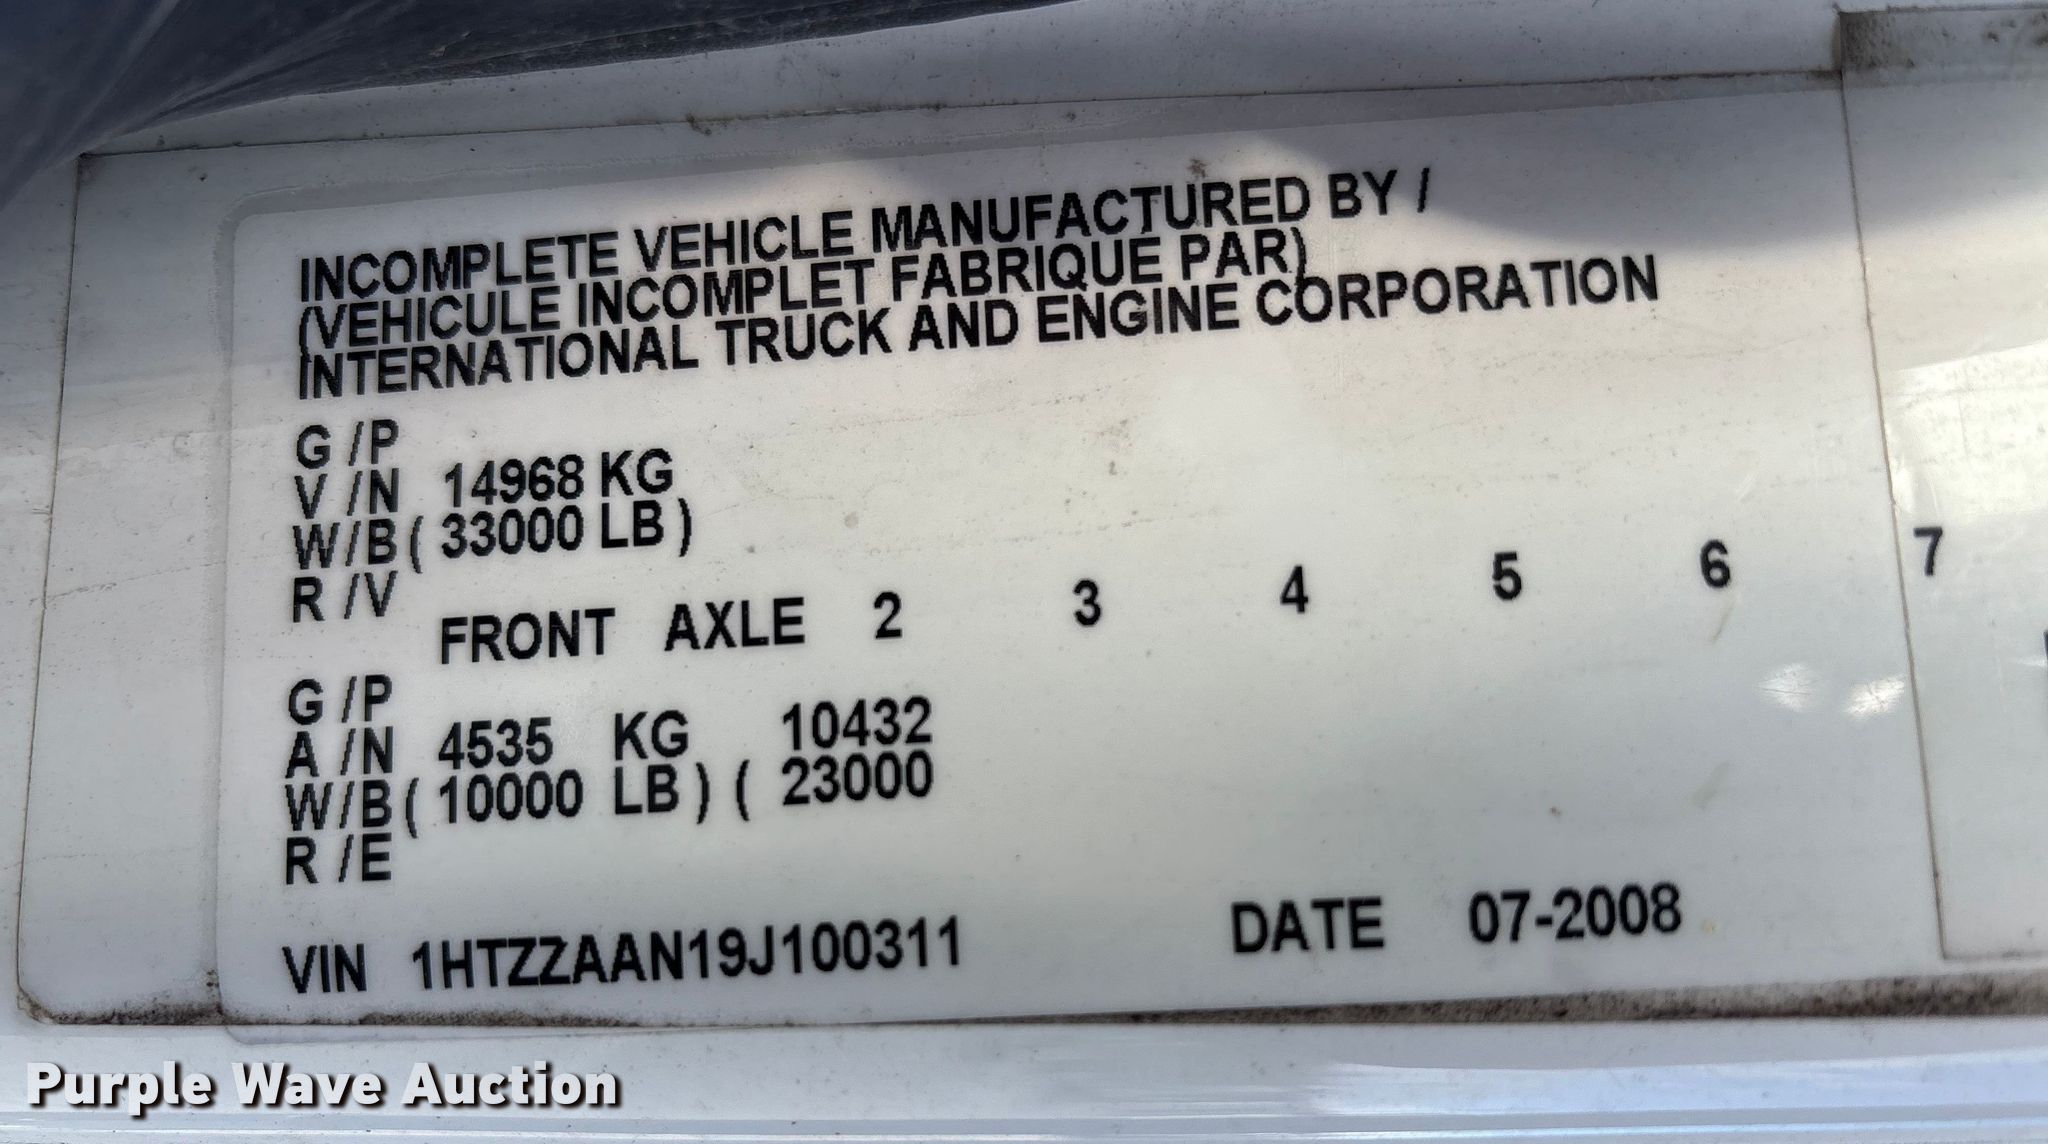 INCOMPLETE VEHICLE MANUFACTURED BY /
(VEHICULE INCOMPLET FABRIQUE PAR)
INTERNATIONAL TRUCK AND ENGINE CORPORATION
G /P
V /N 14968 KG
W/B ( 33000 LB )
R /V
FRONT AXLE 2 3 4 5 6 7
G /P
A /N 4535 KG 10432
W/B ( 10000 LB ) ( 23000
R /E
VIN 1HTZZAAN19J100311 DATE 07-2008
Purple Wave Auction